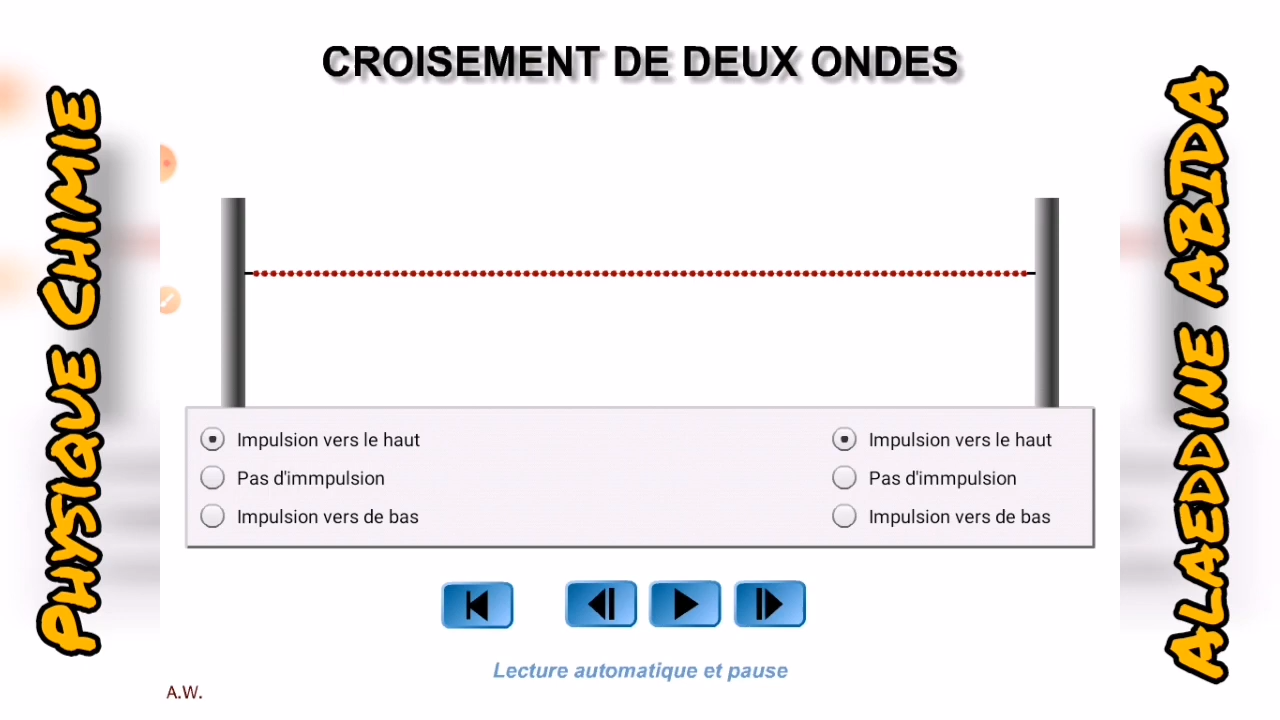 CROISEMENT DE DEUX ONDES
PHYSIQUE CHIMIE
ALAEDDINE ABIDA
Impulsion vers le haut
Pas d'immpulsion
Impulsion vers de bas
Impulsion vers le haut
Pas d'immpulsion
Impulsion vers de bas
Lecture automatique et pause
A.W.